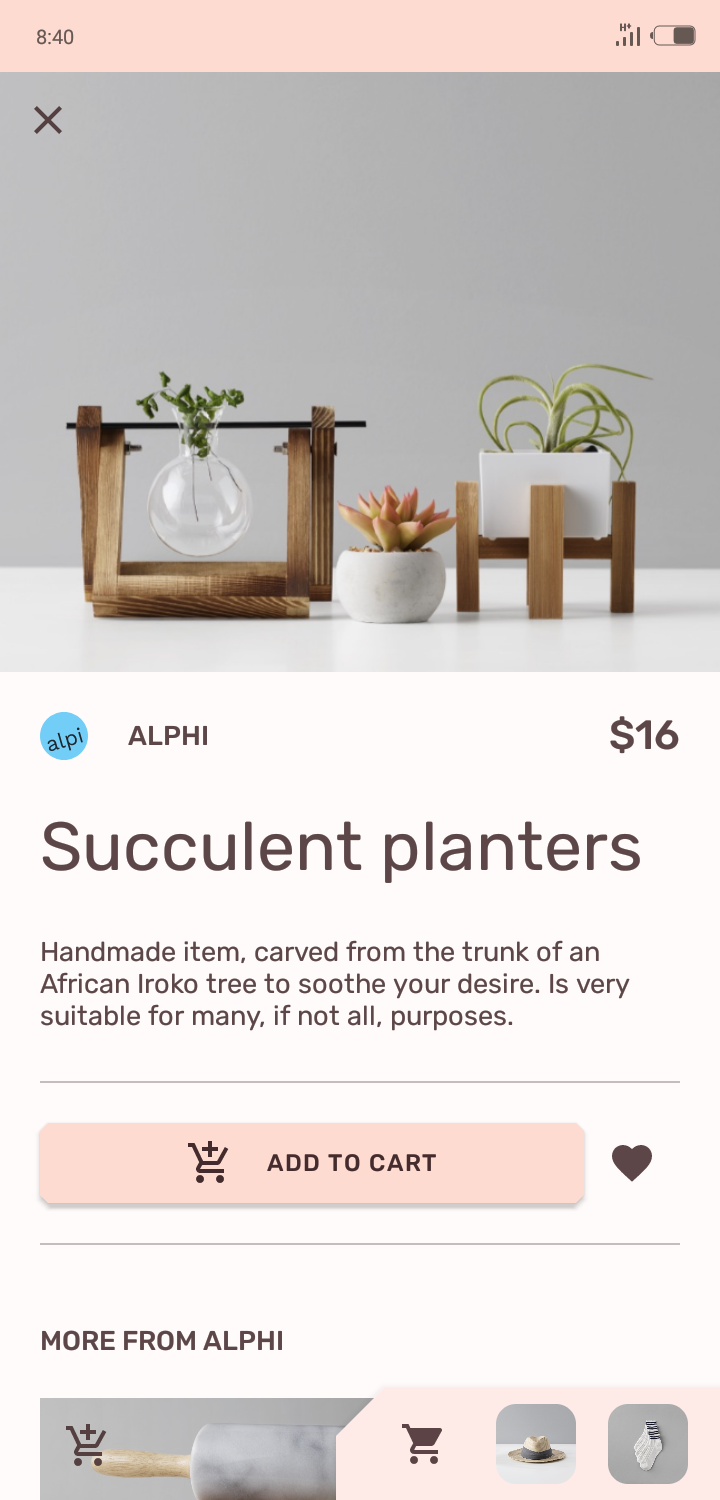 8:40
H+
alpi
ALPHI
$16
Succulent planters
Handmade item, carved from the trunk of an
African Iroko tree to soothe your desire. Is very
suitable for many, if not all, purposes.
ADD TO CART
MORE FROM ALPHI